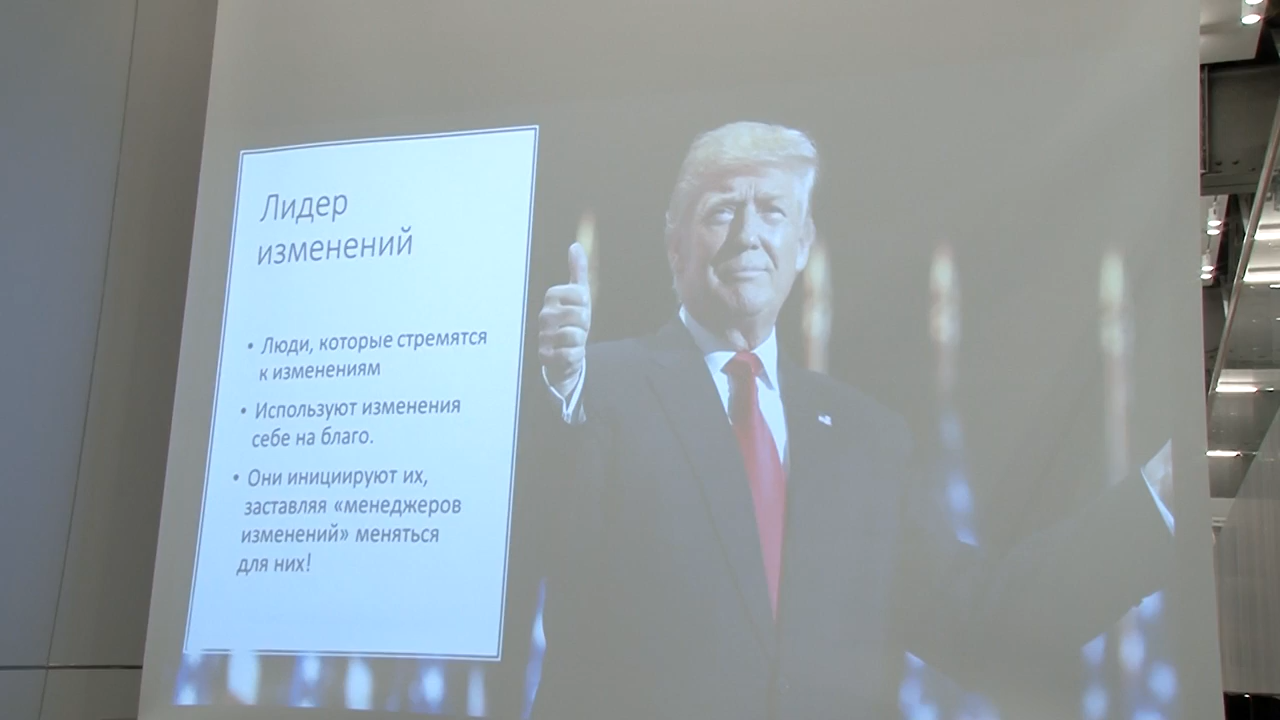 Лидер
изменений
• Люди, которые стремятся
к изменениям
• Используют изменения
себе на благо.
• Они инициируют их,
заставляя «менеджеров
изменений» меняться
для них!